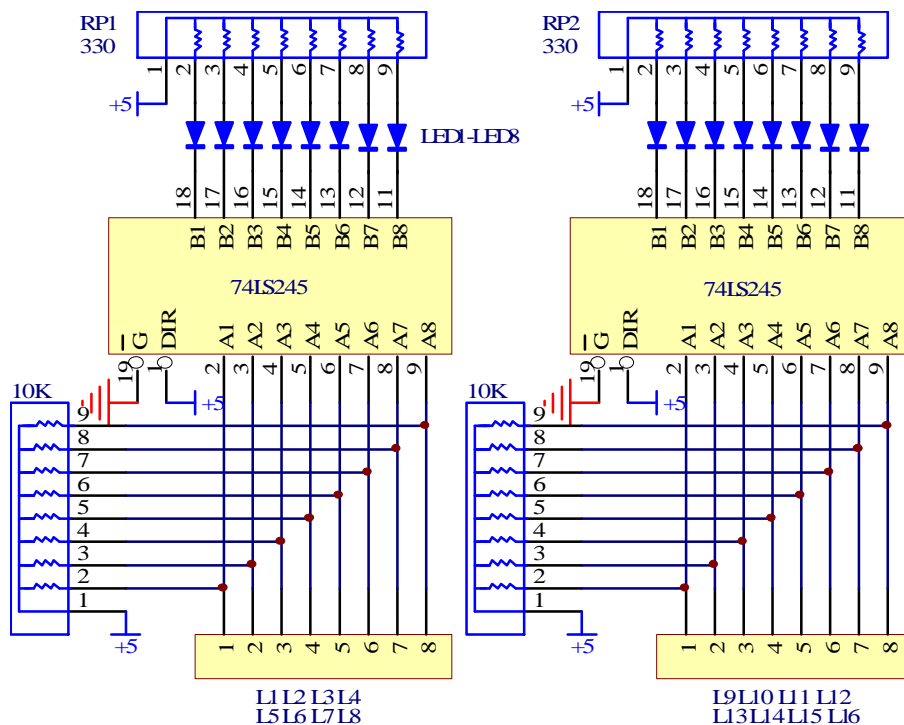 RP1
330
1 2 3 4 5 6 7 8 9
+5
LED1-LED8
18 17 16 15 14 13 12 11
B1 B2 B3 B4 B5 B6 B7 B8
74LS245
G DIR A1 A2 A3 A4 A5 A6 A7 A8
19 1 2 3 4 5 6 7 8 9
+5
10K
9
8
7
6
5
4
3
2
1
+5
1 2 3 4 5 6 7 8
L1 L2 L3 L4
L5 L6 L7 L8
RP2
330
1 2 3 4 5 6 7 8 9
+5
18 17 16 15 14 13 12 11
B1 B2 B3 B4 B5 B6 B7 B8
74LS245
G DIR A1 A2 A3 A4 A5 A6 A7 A8
19 1 2 3 4 5 6 7 8 9
+5
10K
9
8
7
6
5
4
3
2
1
+5
1 2 3 4 5 6 7 8
L9 L10 L11 L12
L13 L14 L15 L16